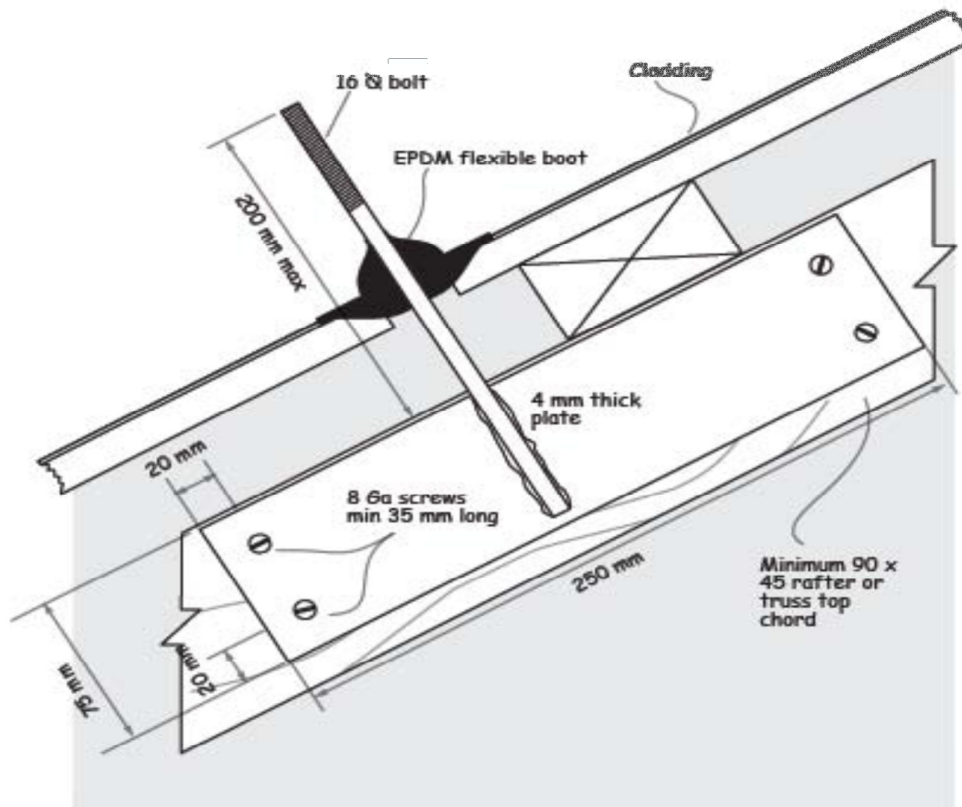 16 Ø bolt
Cladding
EPDM flexible boot
200 mm max
4 mm thick
plate
20 mm
8 Ga screws
min 35 mm long
250 mm
Minimum 90 x
45 rafter or
truss top
chord
20 mm
75 mm